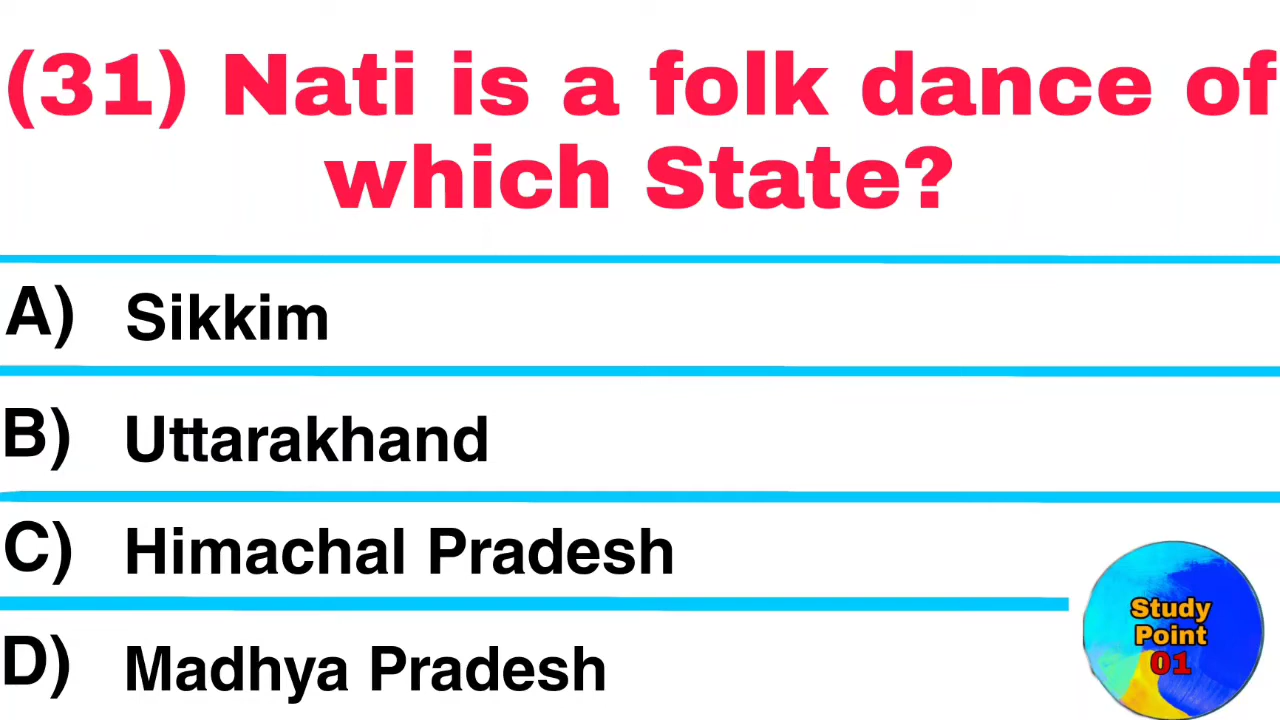 (31) Nati is a folk dance of
which State?
A) Sikkim
B) Uttarakhand
C) Himachal Pradesh
D) Madhya Pradesh
Study
Point
01